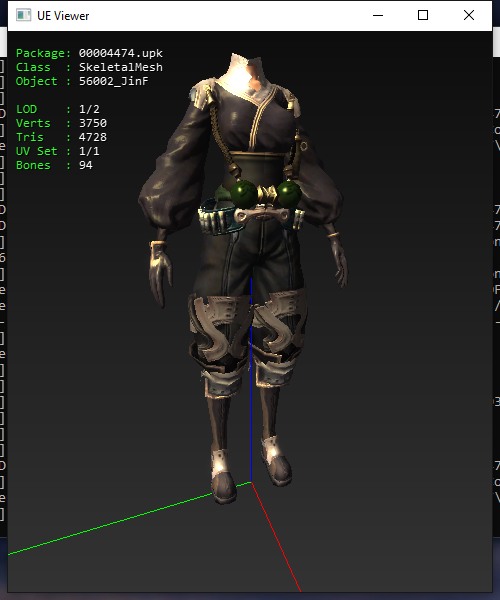 UE Viewer
Package: 00004474.upk
Class  : SkeletalMesh
Object : 56002_JinF
LOD    : 1/2
Verts  : 3750
Tris   : 4728
UV Set : 1/1
Bones  : 94